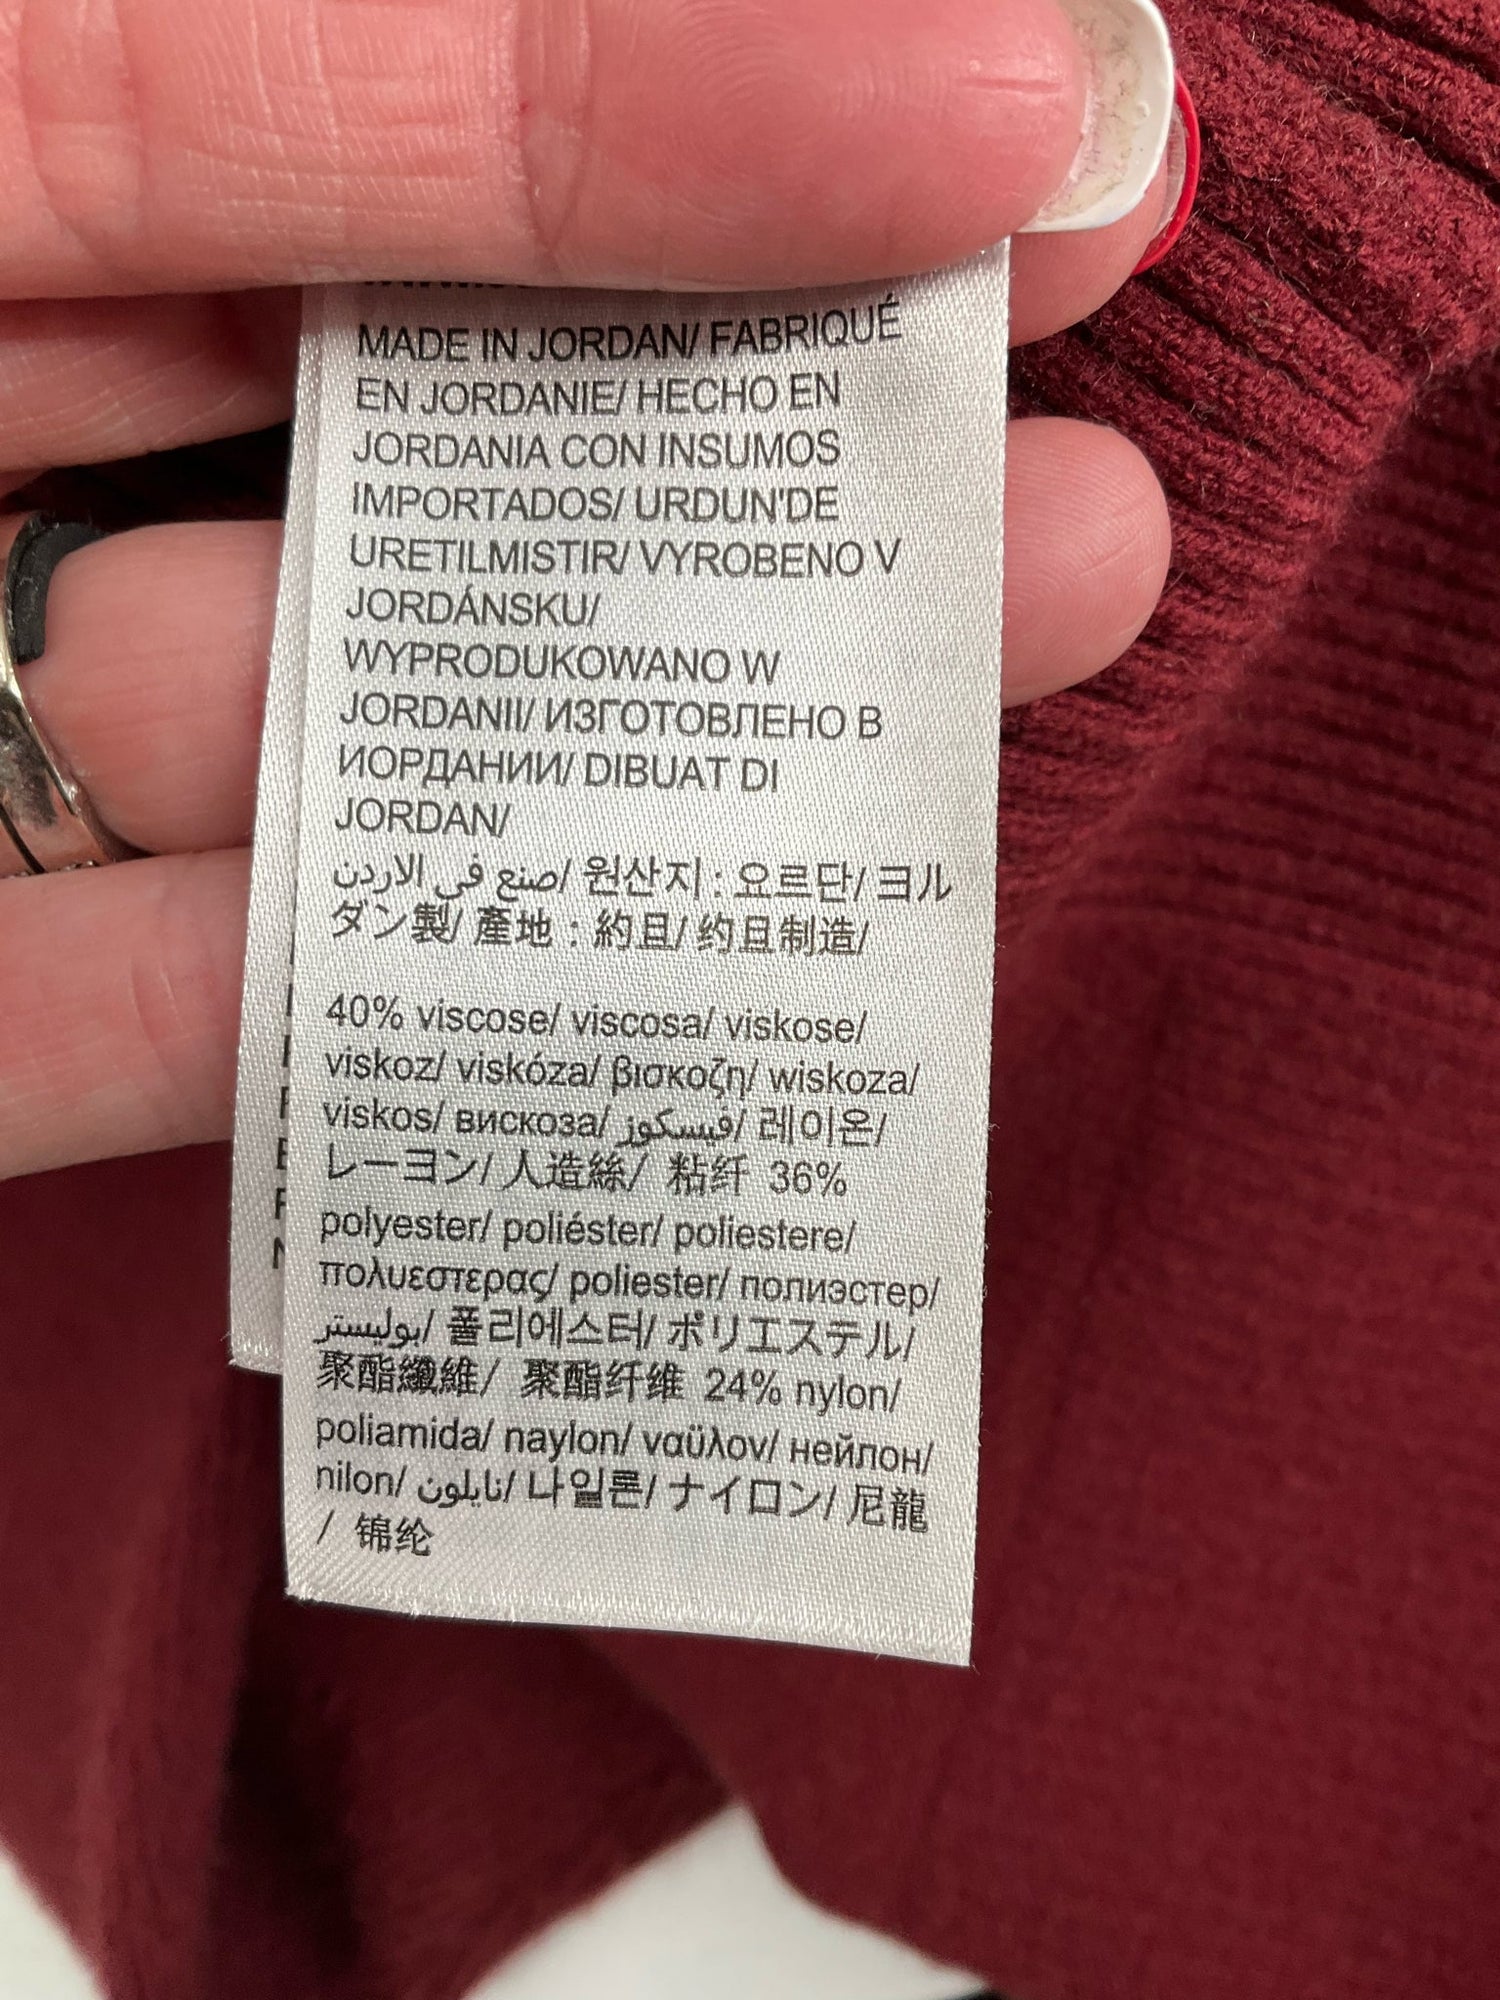 MADE IN JORDAN/ FABRIQUÉ
EN JORDANIE/ HECHO EN
JORDANIA CON INSUMOS
IMPORTADOS/ URDUN'DE
URETILMISTIR/ VYROBENO V
JORDÁNSKU/
WYPRODUKOWANO W
JORDANII/ ИЗГОТОВЛЕНО В
ИОРДАНИИ/ DIBUAT DI
JORDAN/
صنع في الاردن/ 원산지 : 요르단/ ヨル
ダン製/ 產地 : 約旦/ 约旦制造/
40% viscose/ viscosa/ viskose/
viskoz/ viskóza/ βισκοζη/ wiskoza/
viskos/ вискоза/ فيسكوز/ 레이온/
レーヨン/ 人造絲/ 粘纤 36%
polyester/ poliéster/ poliestere/
πολυεστερας/ poliester/ полиэстер/
بوليستر/ 폴리에스터/ ポリエステル/
聚酯纖維/ 聚酯纤维 24% nylon/
poliamida/ naylon/ ναϋλον/ нейлон/
nilon/ نايلون/ 나일론/ ナイロン/ 尼龍
/ 锦纶